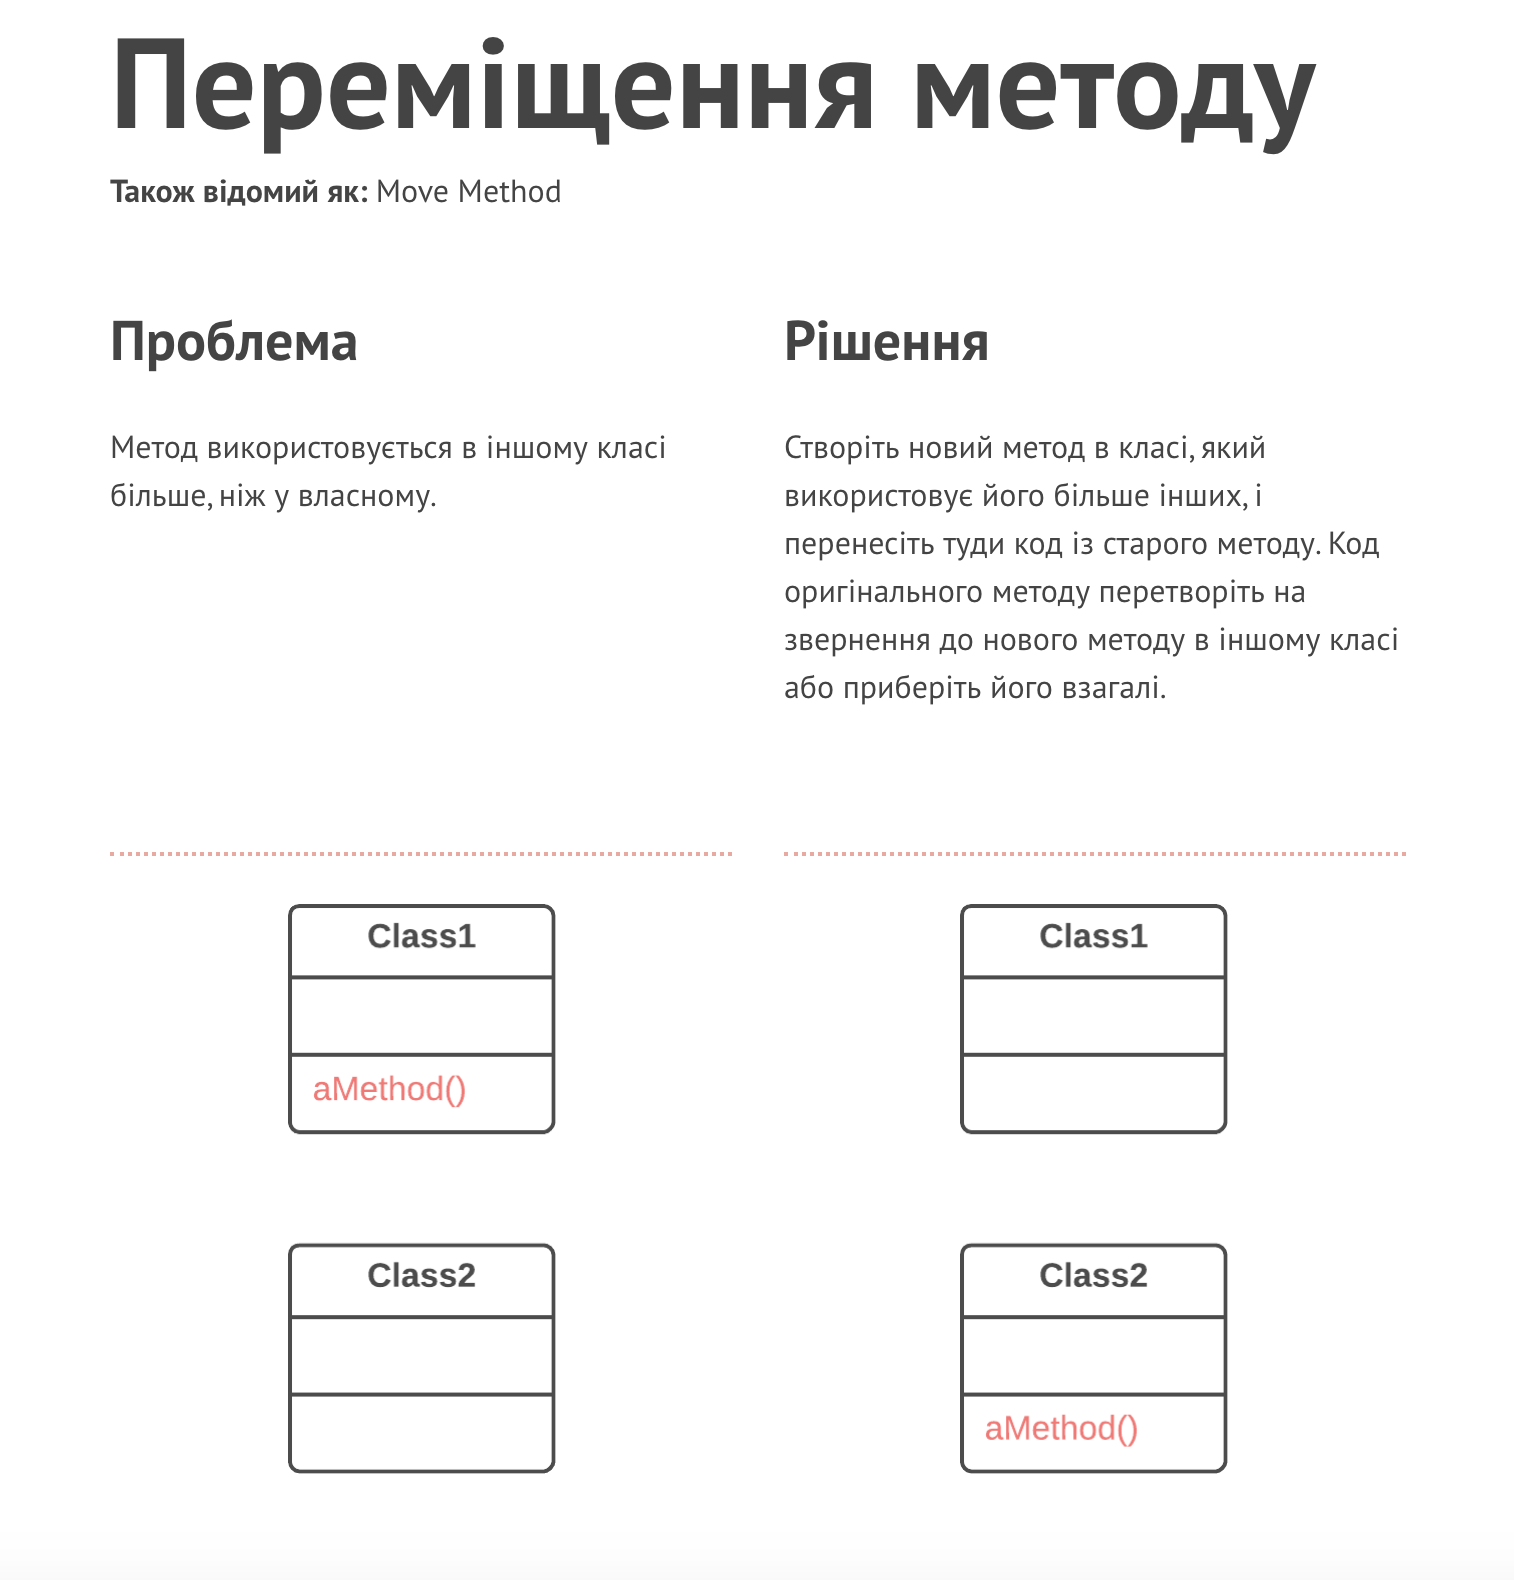 Переміщення методу
Також відомий як: Move Method
Проблема
Метод використовується в іншому класі
більше, ніж у власному.
Рішення
Створіть новий метод в класі, який
використовує його більше інших, і
перенесіть туди код із старого методу. Код
оригінального методу перетворіть на
звернення до нового методу в іншому класі
або приберіть його взагалі.
Class1
aMethod()
Class2
Class1
Class2
aMethod()